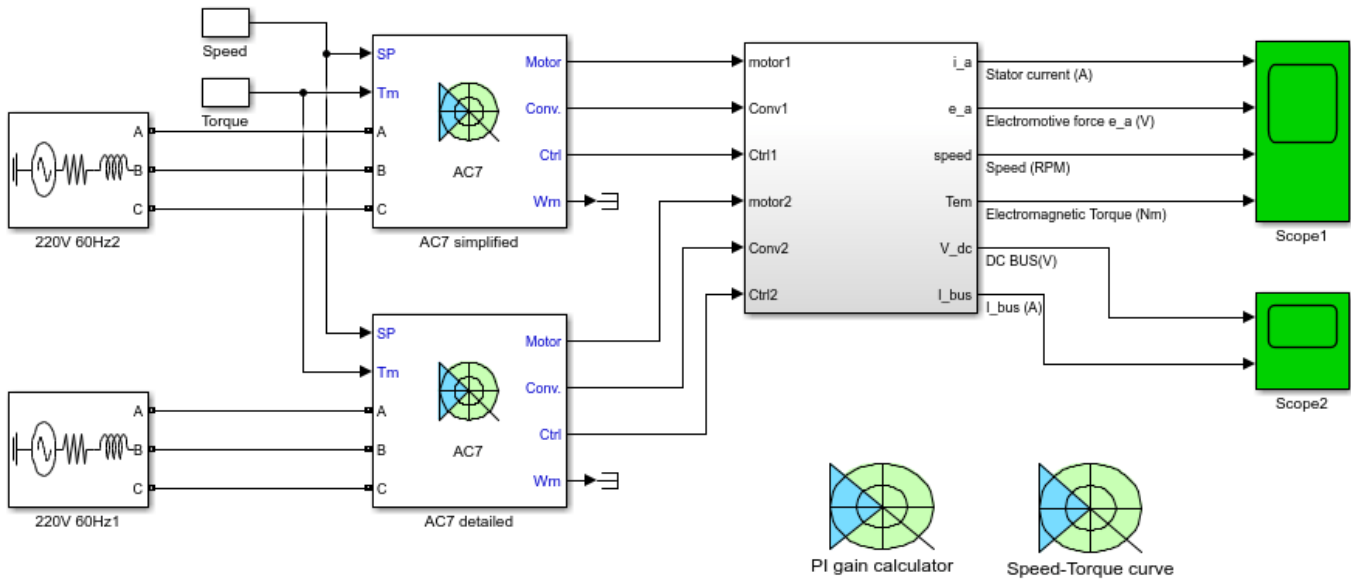 Speed
Torque
A
B
C
220V 60Hz2
SP
Tm
A
B
C
Motor
Conv.
Ctrl
Wm
AC7
AC7 simplified
motor1
Conv1
Ctrl1
motor2
Conv2
Ctrl2
i_a
e_a
speed
Tem
V_dc
I_bus
Stator current (A)
Electromotive force e_a (V)
Speed (RPM)
Electromagnetic Torque (Nm)
DC BUS(V)
I_bus (A)
Scope1
Scope2
A
B
C
220V 60Hz1
SP
Tm
A
B
C
Motor
Conv.
Ctrl
Wm
AC7
AC7 detailed
PI gain calculator
Speed-Torque curve